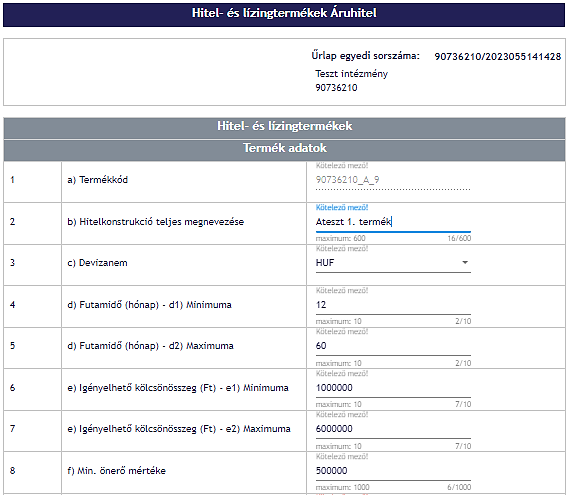 Hitel- és lízingtermékek Áruhitel
Űrlap egyedi sorszáma: 90736210/2023055141428
Teszt intézmény
90736210
Hitel- és lízingtermékek
Termék adatok
Kötelező mező!
1 a) Termékkód 90736210_A_9
Kötelező mező!
2 b) Hitelkonstrukció teljes megnevezése Ateszt 1. termék
maximum: 600 16/600
Kötelező mező!
3 c) Devizanem HUF
Kötelező mező!
4 d) Futamidő (hónap) - d1) Minimuma 12
maximum: 10 2/10
Kötelező mező!
5 d) Futamidő (hónap) - d2) Maximuma 60
maximum: 10 2/10
Kötelező mező!
6 e) Igényelhető kölcsönösszeg (Ft) - e1) Minimuma 1000000
maximum: 10 7/10
Kötelező mező!
7 e) Igényelhető kölcsönösszeg (Ft) - e2) Maximuma 6000000
maximum: 10 7/10
Kötelező mező!
8 f) Min. önerő mértéke 500000
maximum: 1000 6/1000